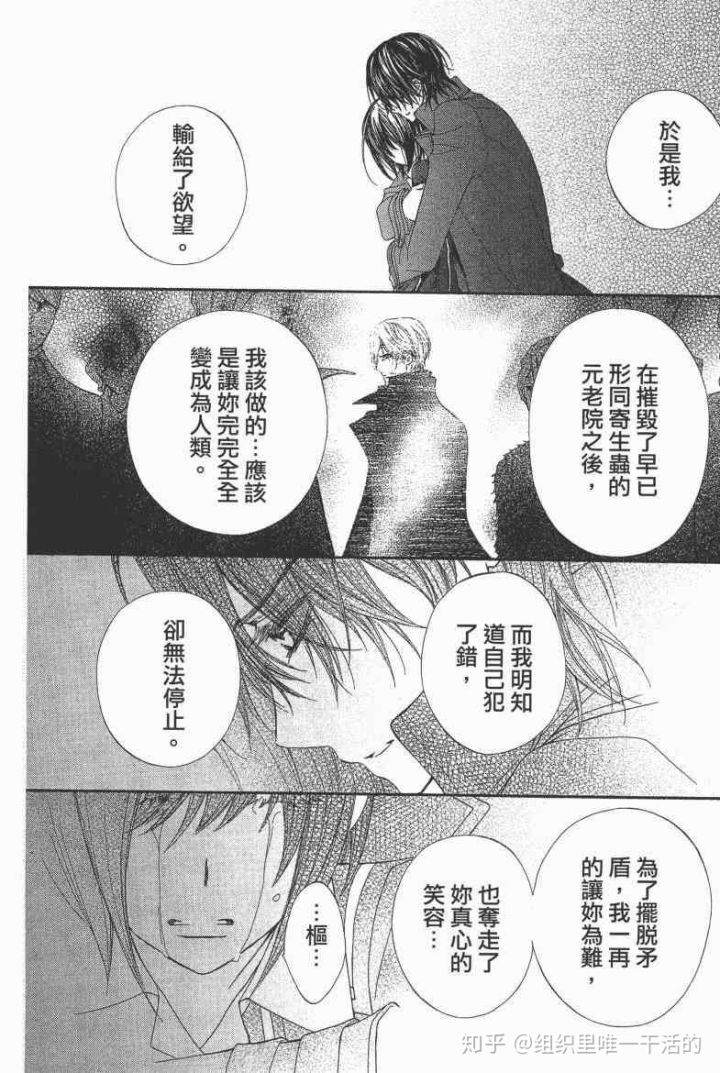 於是我…
輸給了欲望。
在摧毀了早已
形同寄生蟲的
元老院之後，
我該做的…應該
是讓妳完完全全
變成為人類。
而我明知
道自己犯
了錯，
卻無法停止。
為了擺脫矛
盾，我一再
的讓妳為難，
也奪走了
妳真心的
笑容…
…樞…
知乎 @组织里唯一干活的